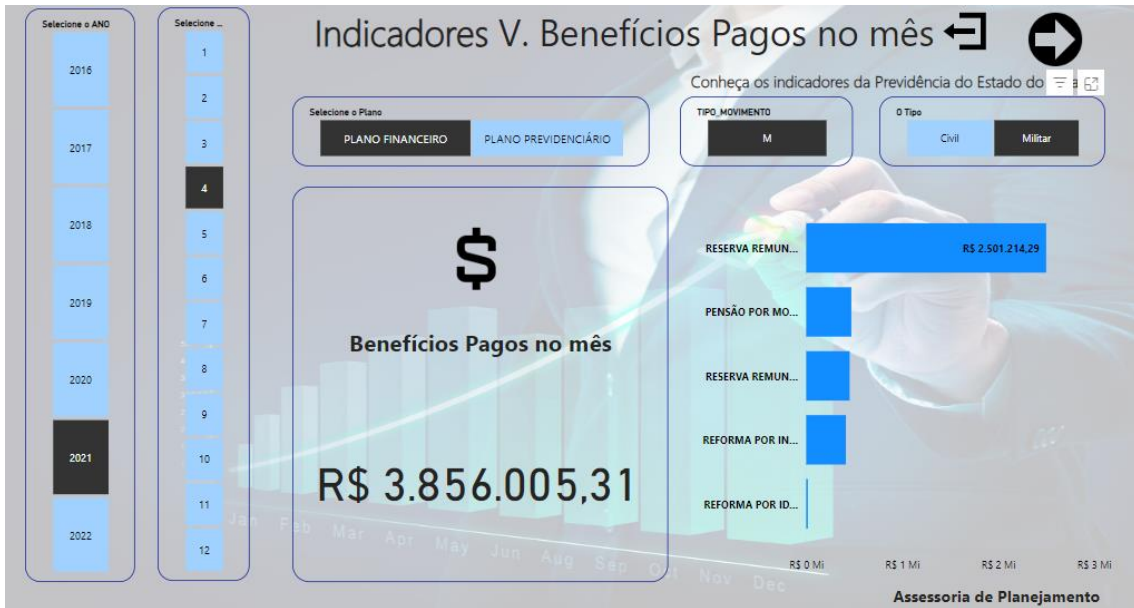 Indicadores V. Benefícios Pagos no mês
Conheça os indicadores da Previdência do Estado do
Selecione o ANO
2016
2017
2018
2019
2020
2021
2022
Selecione ...
1
2
3
4
5
6
7
8
9
10
11
12
Selecione o Plano
PLANO FINANCEIRO
PLANO PREVIDENCIÁRIO
TIPO_MOVIMENTO
M
O Tipo
Civil
Militar
$
Benefícios Pagos no mês
R$ 3.856.005,31
RESERVA REMUN...
R$ 2.501.214,29
PENSÃO POR MO...
RESERVA REMUN...
REFORMA POR IN...
REFORMA POR ID...
R$ 0 Mi
R$ 1 Mi
R$ 2 Mi
R$ 3 Mi
Jan Feb Mar Apr May Jun Aug Sep Oct Nov Dec
Assessoria de Planejamento